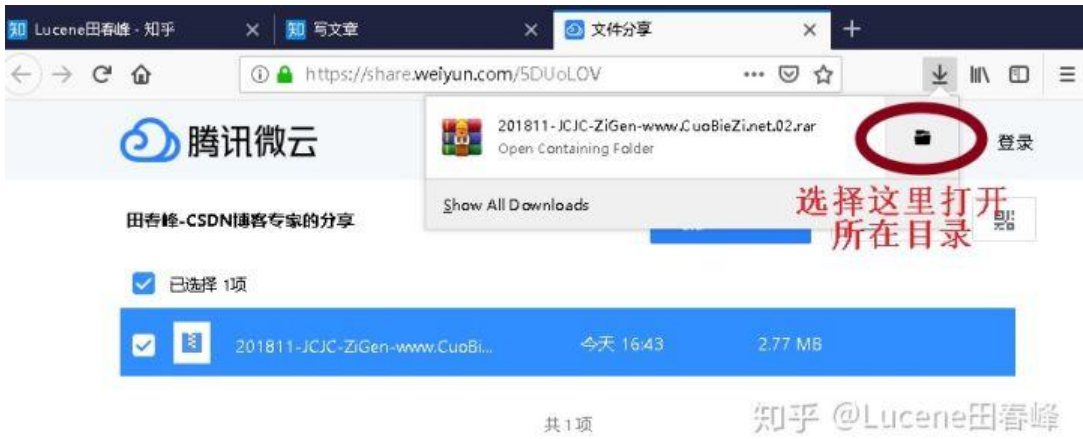 Lucene田春峰 - 知乎
写文章
文件分享
https://share.weiyun.com/5DUoLOV
腾讯微云
201811-JCJC-ZiGen-www.CuoBieZi.net.02.rar
Open Containing Folder
登录
Show All Downloads
选择这里打开
所在目录
田春峰-CSDN博客专家的分享
已选择 1项
201811-JCJC-ZiGen-www.CuoBi...
今天 16:43
2.77 MB
共1项
知乎 @Lucene田春峰